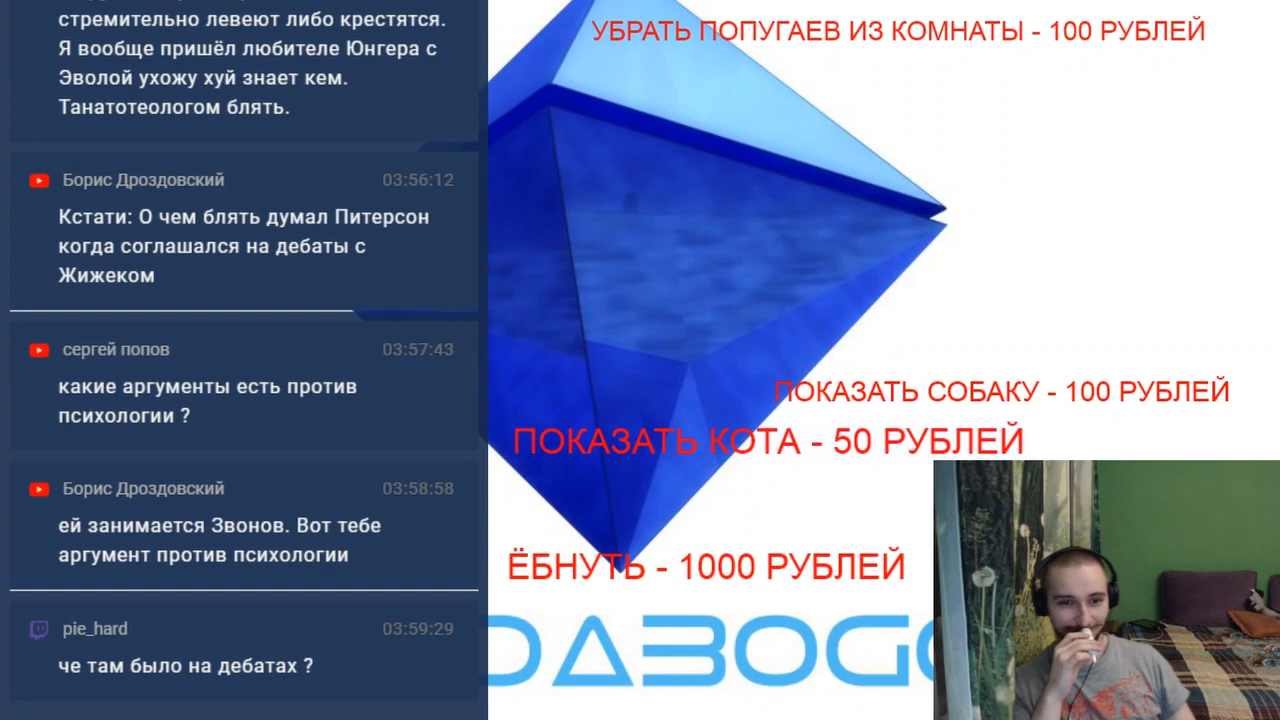 стремительно левеют либо крестятся.
Я вообще пришёл любителе Юнгера с
Эволой ухожу хуй знает кем.
Танатотеологом блять.
Борис Дроздовский 03:56:12
Кстати: О чем блять думал Питерсон
когда соглашался на дебаты с
Жижеком
сергей попов 03:57:43
какие аргументы есть против
психологии ?
Борис Дроздовский 03:58:58
ей занимается Звонов. Вот тебе
аргумент против психологии
pie_hard 03:59:29
че там было на дебатах ?
УБРАТЬ ПОПУГАЕВ ИЗ КОМНАТЫ - 100 РУБЛЕЙ
ПОКАЗАТЬ СОБАКУ - 100 РУБЛЕЙ
ПОКАЗАТЬ КОТА - 50 РУБЛЕЙ
ЁБНУТЬ - 1000 РУБЛЕЙ